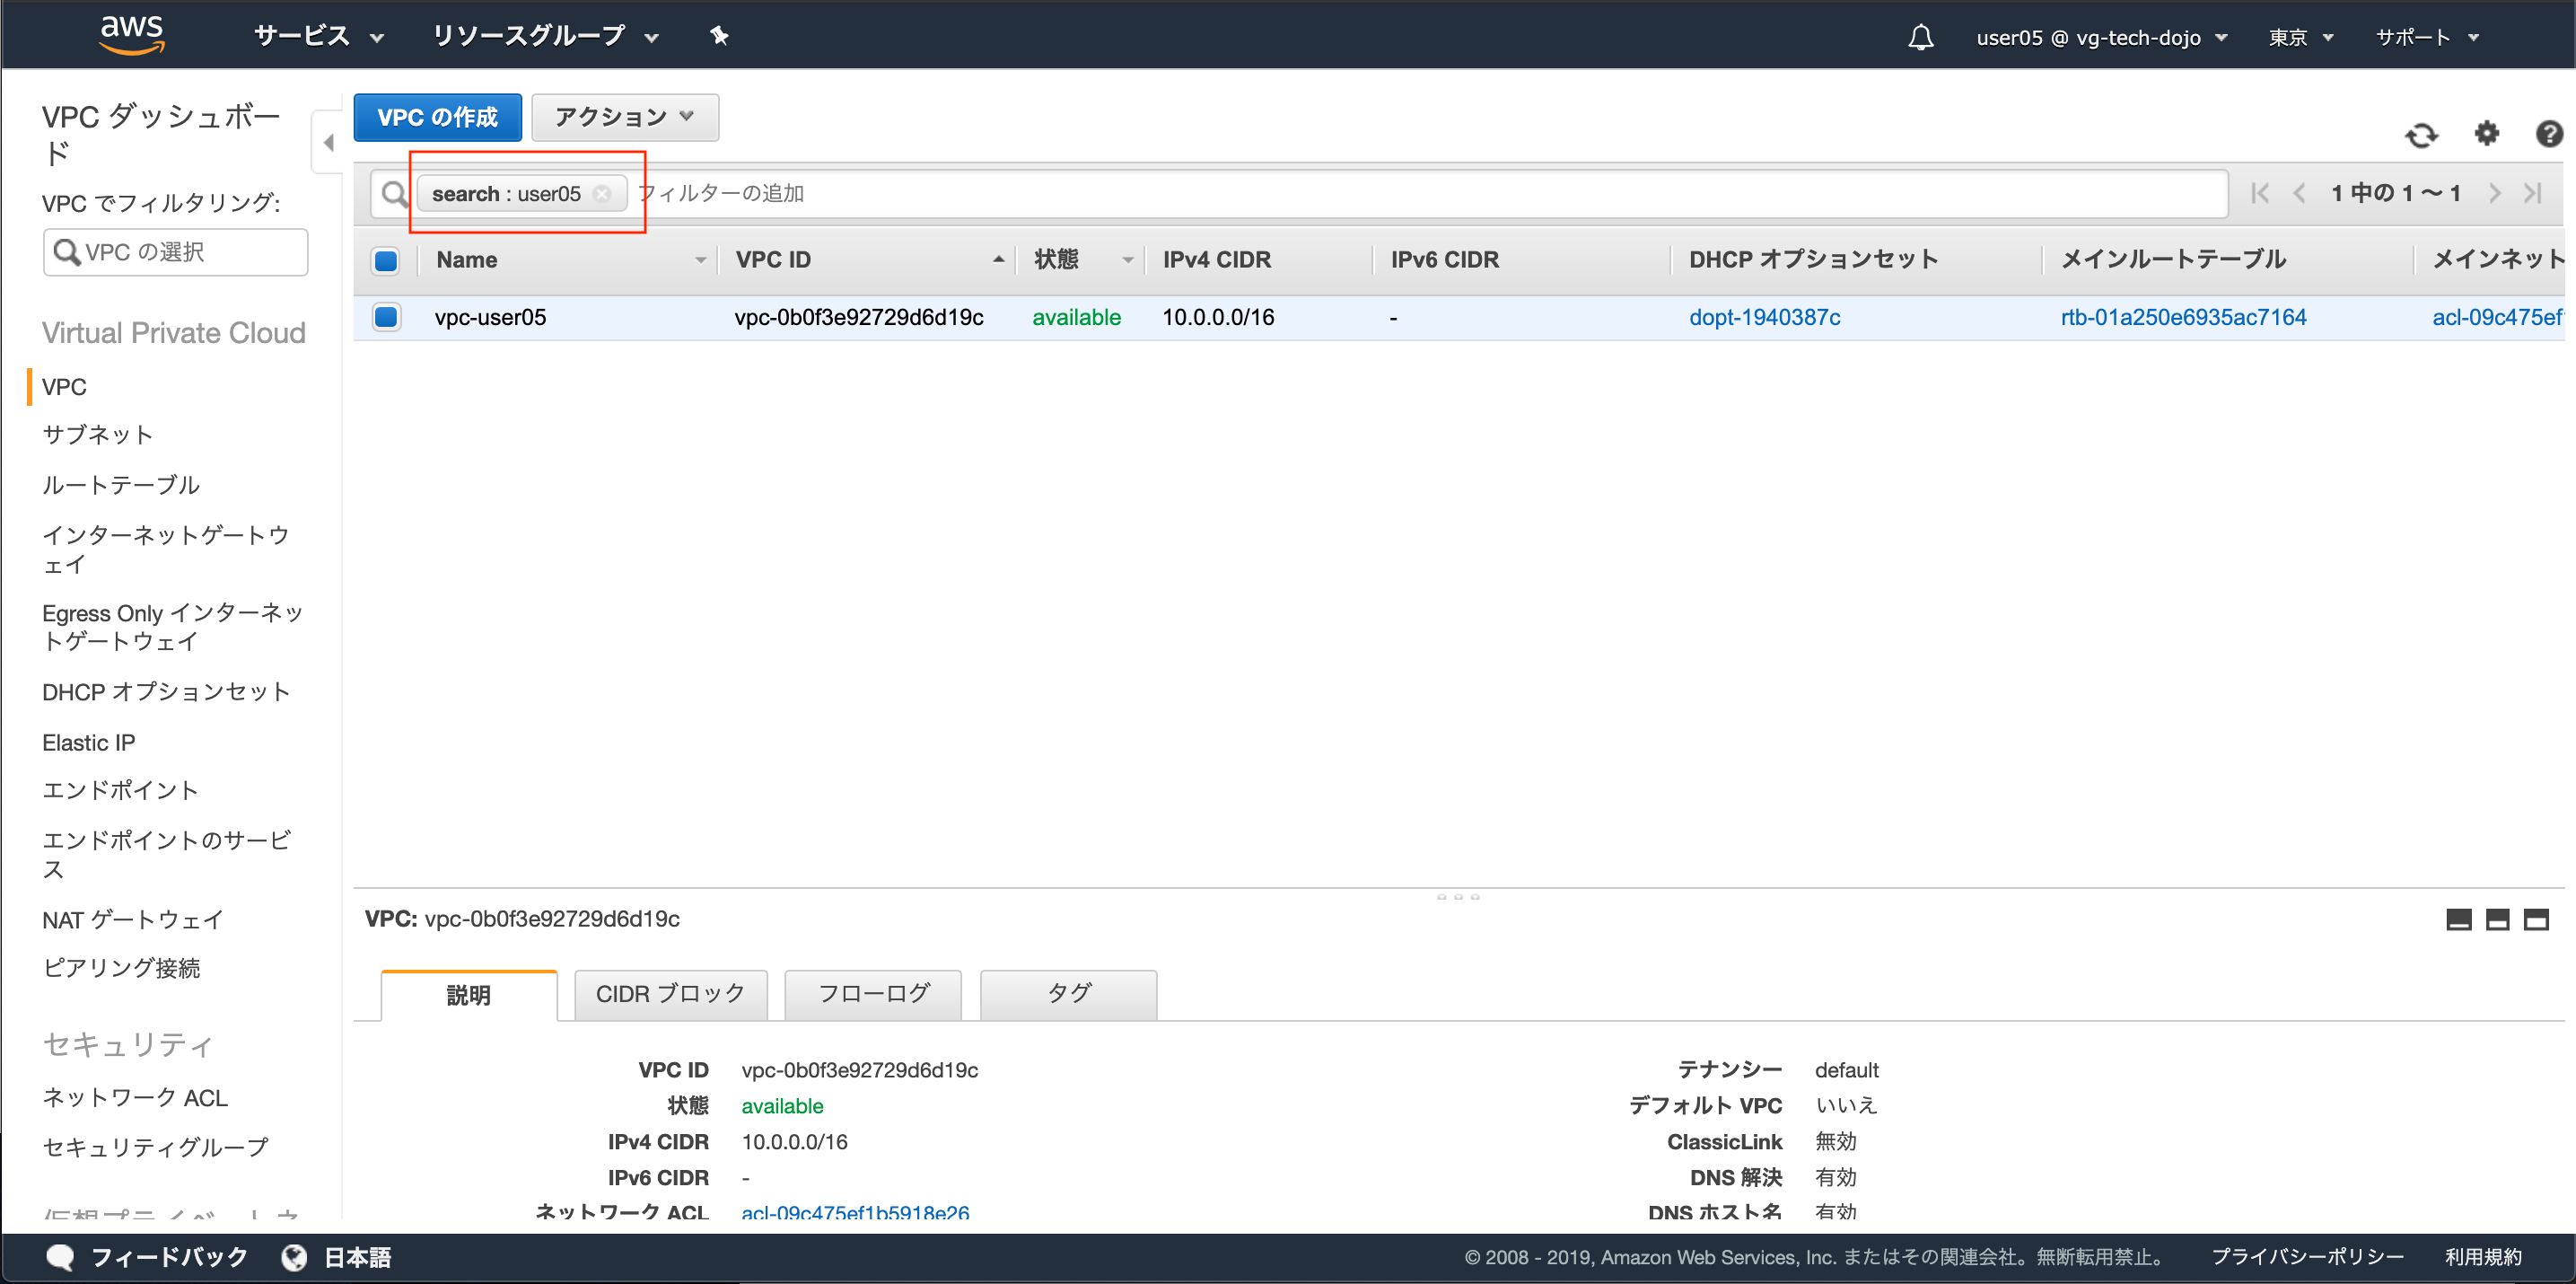 aws サービス リソースグループ user05 @ vg-tech-dojo 東京 サポート
VPC ダッシュボー
ド
VPC でフィルタリング:
VPC の選択
Virtual Private Cloud
VPC
サブネット
ルートテーブル
インターネットゲートウ
ェイ
Egress Only インターネッ
トゲートウェイ
DHCP オプションセット
Elastic IP
エンドポイント
エンドポイントのサービ
ス
NAT ゲートウェイ
ピアリング接続
セキュリティ
ネットワーク ACL
セキュリティグループ
VPC の作成 アクション
search : user05 フィルターの追加 1 中の 1 ～ 1
Name VPC ID 状態 IPv4 CIDR IPv6 CIDR DHCP オプションセット メインルートテーブル メインネット
vpc-user05 vpc-0b0f3e92729d6d19c available 10.0.0.0/16 - dopt-1940387c rtb-01a250e6935ac7164 acl-09c475ef
VPC: vpc-0b0f3e92729d6d19c
説明 CIDR ブロック フローログ タグ
VPC ID vpc-0b0f3e92729d6d19c テナンシー default
状態 available デフォルト VPC いいえ
IPv4 CIDR 10.0.0.0/16 ClassicLink 無効
IPv6 CIDR - DNS 解決 有効
ネットワーク ACL acl-09c475ef1b5918e26 DNS ホスト名 有効
フィードバック 日本語 © 2008 - 2019, Amazon Web Services, Inc. またはその関連会社。無断転用禁止。 プライバシーポリシー 利用規約